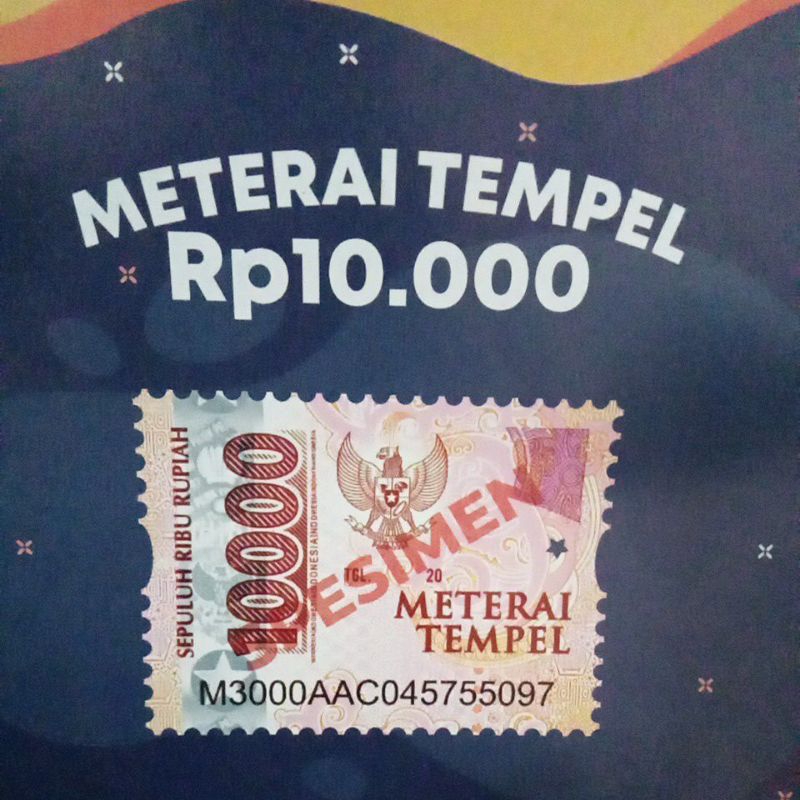 METERAI TEMPEL
Rp10.000
SEPULUH RIBU RUPIAH
10000
TGL. 20
SPESIMEN
METERAI
TEMPEL
M3000AAC045755097